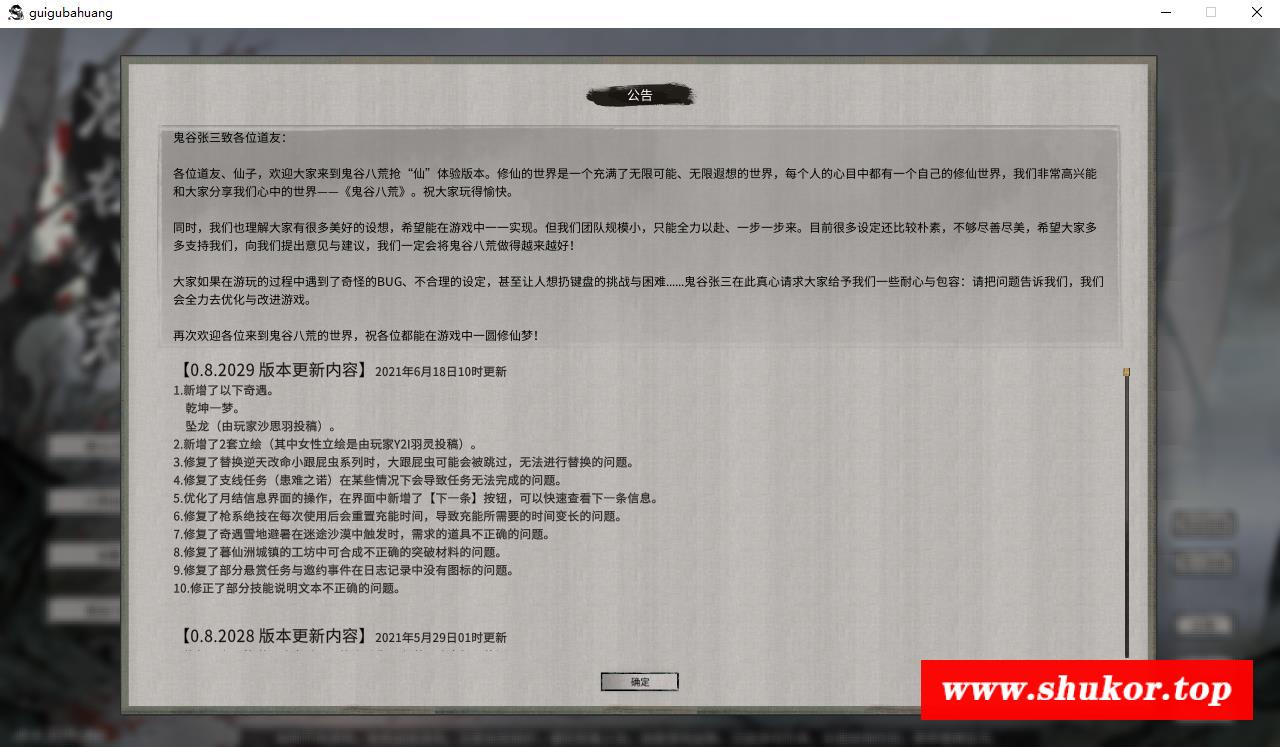 guigubahuang
公告
鬼谷张三致各位道友：
各位道友、仙子，欢迎大家来到鬼谷八荒抢“仙”体验版本。修仙的世界是一个充满了无限可能、无限遐想的世界，每个人的心目中都有一个自己的修仙世界，我们非常高兴能
和大家分享我们心中的世界——《鬼谷八荒》。祝大家玩得愉快。
同时，我们也理解大家有很多美好的设想，希望能在游戏中一一实现。但我们团队规模小，只能全力以赴、一步一步来。目前很多设定还比较朴素，不够尽善尽美，希望大家多
多支持我们，向我们提出意见与建议，我们一定会将鬼谷八荒做得越来越好！
大家如果在游玩的过程中遇到了奇怪的BUG、不合理的设定，甚至让人想扔键盘的挑战与困难......鬼谷张三在此真心请求大家给予我们一些耐心与包容：请把问题告诉我们，我们
会全力去优化与改进游戏。
再次欢迎各位来到鬼谷八荒的世界，祝各位都能在游戏中一圆修仙梦！
【0.8.2029 版本更新内容】2021年6月18日10时更新
1.新增了以下奇遇。
乾坤一梦。
坠龙（由玩家沙思羽投稿）。
2.新增了2套立绘（其中女性立绘是由玩家Y2I羽灵投稿）。
3.修复了替换逆天改命小跟屁虫系列时，大跟屁虫可能会被跳过，无法进行替换的问题。
4.修复了支线任务（患难之诺）在某些情况下会导致任务无法完成的问题。
5.优化了月结信息界面的操作，在界面中新增了【下一条】按钮，可以快速查看下一条信息。
6.修复了枪系绝技在每次使用后会重置充能时间，导致充能所需要的时间变长的问题。
7.修复了奇遇雪地避暑在迷途沙漠中触发时，需求的道具不正确的问题。
8.修复了暮仙洲城镇的工坊中可合成不正确的突破材料的问题。
9.修复了部分悬赏任务与邀约事件在日志记录中没有图标的问题。
10.修正了部分技能说明文本不正确的问题。
【0.8.2028 版本更新内容】2021年5月29日01时更新
确定
www.shukor.top